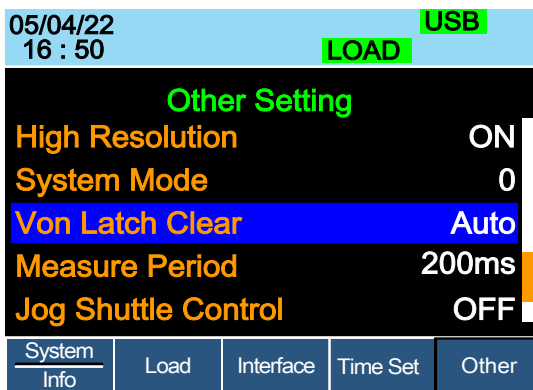 05/04/22
USB
16 : 50
LOAD
Other Setting
High Resolution ON
System Mode 0
Von Latch Clear Auto
Measure Period 200ms
Jog Shuttle Control OFF
System
Info
Load
Interface
Time Set
Other